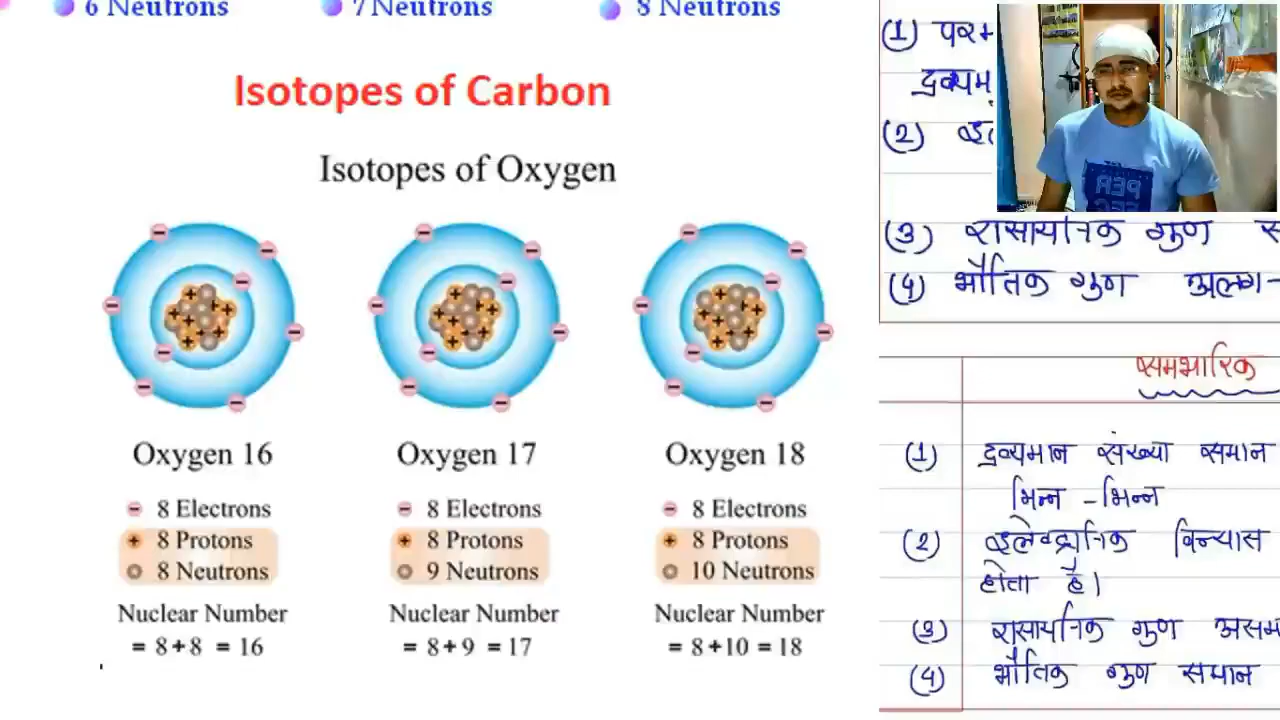 6 Neutrons
7 Neutrons
8 Neutrons
Isotopes of Carbon
Isotopes of Oxygen
Oxygen 16
8 Electrons
8 Protons
8 Neutrons
Nuclear Number
= 8+8 = 16
Oxygen 17
8 Electrons
8 Protons
9 Neutrons
Nuclear Number
= 8+9 = 17
Oxygen 18
8 Electrons
8 Protons
10 Neutrons
Nuclear Number
= 8+10 = 18
(1)
(2)
(3) रासायनिक गुण
(4) भौतिक गुण अलग-
समभारिक
(1) द्रव्यमान संख्या समान
भिन्न-भिन्न
(2) इलेक्ट्रानिक विन्यास
होता है।
(3) रासायनिक गुण
(4) भौतिक गुण समान